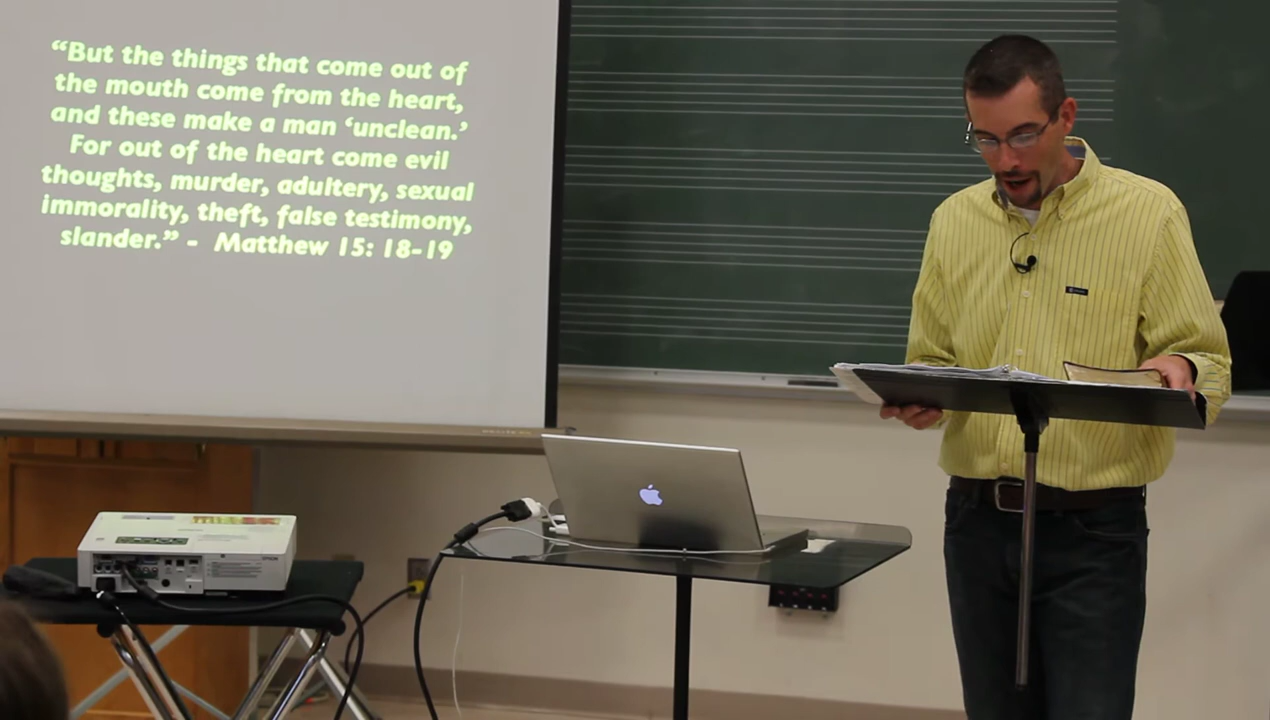 “But the things that come out of
the mouth come from the heart,
and these make a man ‘unclean.’
For out of the heart come evil
thoughts, murder, adultery, sexual
immorality, theft, false testimony,
slander.” - Matthew 15: 18-19
EPSON